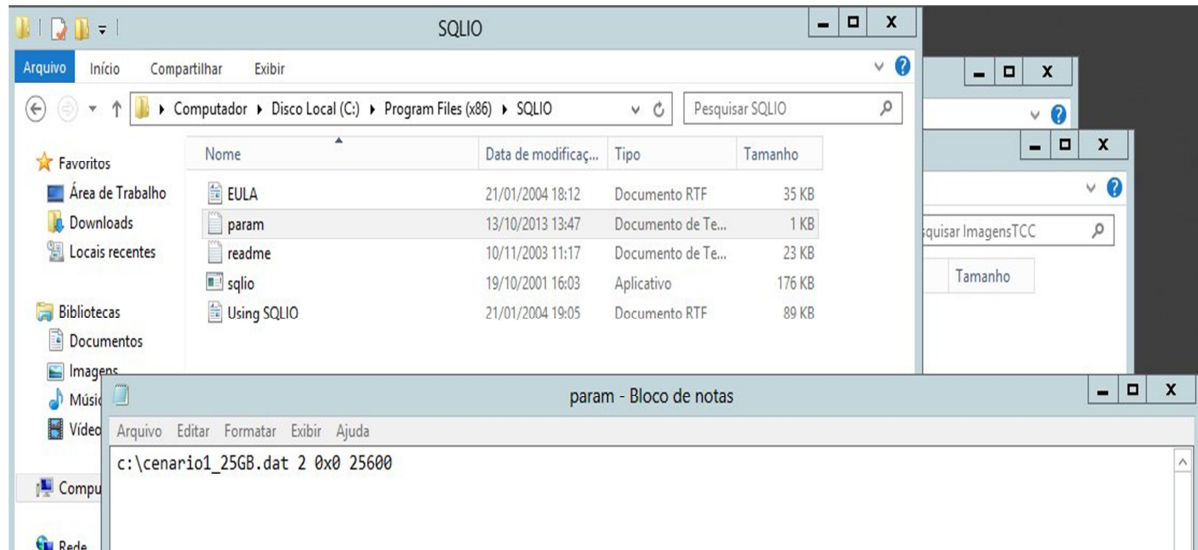 SQLIO
Arquivo Início Compartilhar Exibir
Computador Disco Local (C:) Program Files (x86) SQLIO
Pesquisar SQLIO
Nome Data de modificaç... Tipo Tamanho
EULA 21/01/2004 18:12 Documento RTF 35 KB
param 13/10/2013 13:47 Documento de Te... 1 KB
readme 10/11/2003 11:17 Documento de Te... 23 KB
sqlio 19/10/2001 16:03 Aplicativo 176 KB
Using SQLIO 21/01/2004 19:05 Documento RTF 89 KB
Favoritos
Área de Trabalho
Downloads
Locais recentes
Bibliotecas
Documentos
Imagens
Músic
Vídeo
Compu
Rede
squisar ImagensTCC
Tamanho
param - Bloco de notas
Arquivo Editar Formatar Exibir Ajuda
c:\cenario1_25GB.dat 2 0x0 25600